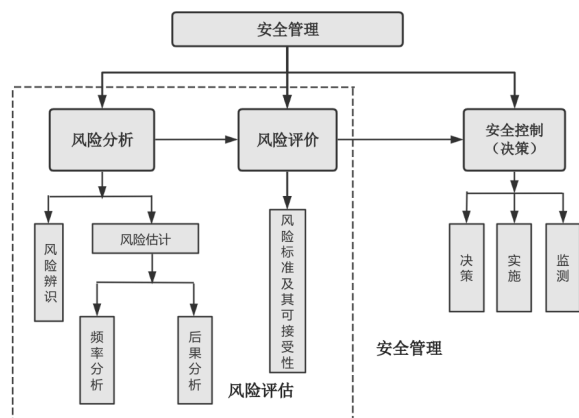 安全管理
风险分析
风险评价
安全控制
（决策）
风险辨识
风险估计
风险标准及其可接受性
决策
实施
监测
频率分析
后果分析
安全管理
风险评估